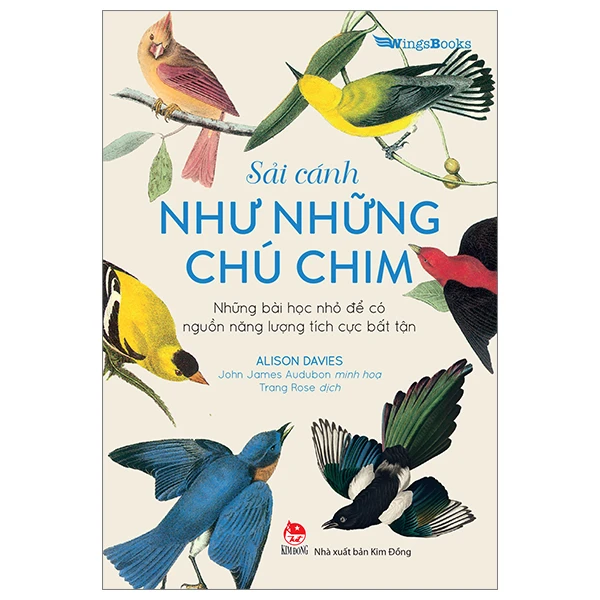 WingsBooks
Sải cánh
NHƯ NHỮNG
CHÚ CHIM
Những bài học nhỏ để có
nguồn năng lượng tích cực bất tận
ALISON DAVIES
John James Audubon minh hoạ
Trang Rose dịch
KIM ĐỒNG
Nhà xuất bản Kim Đồng